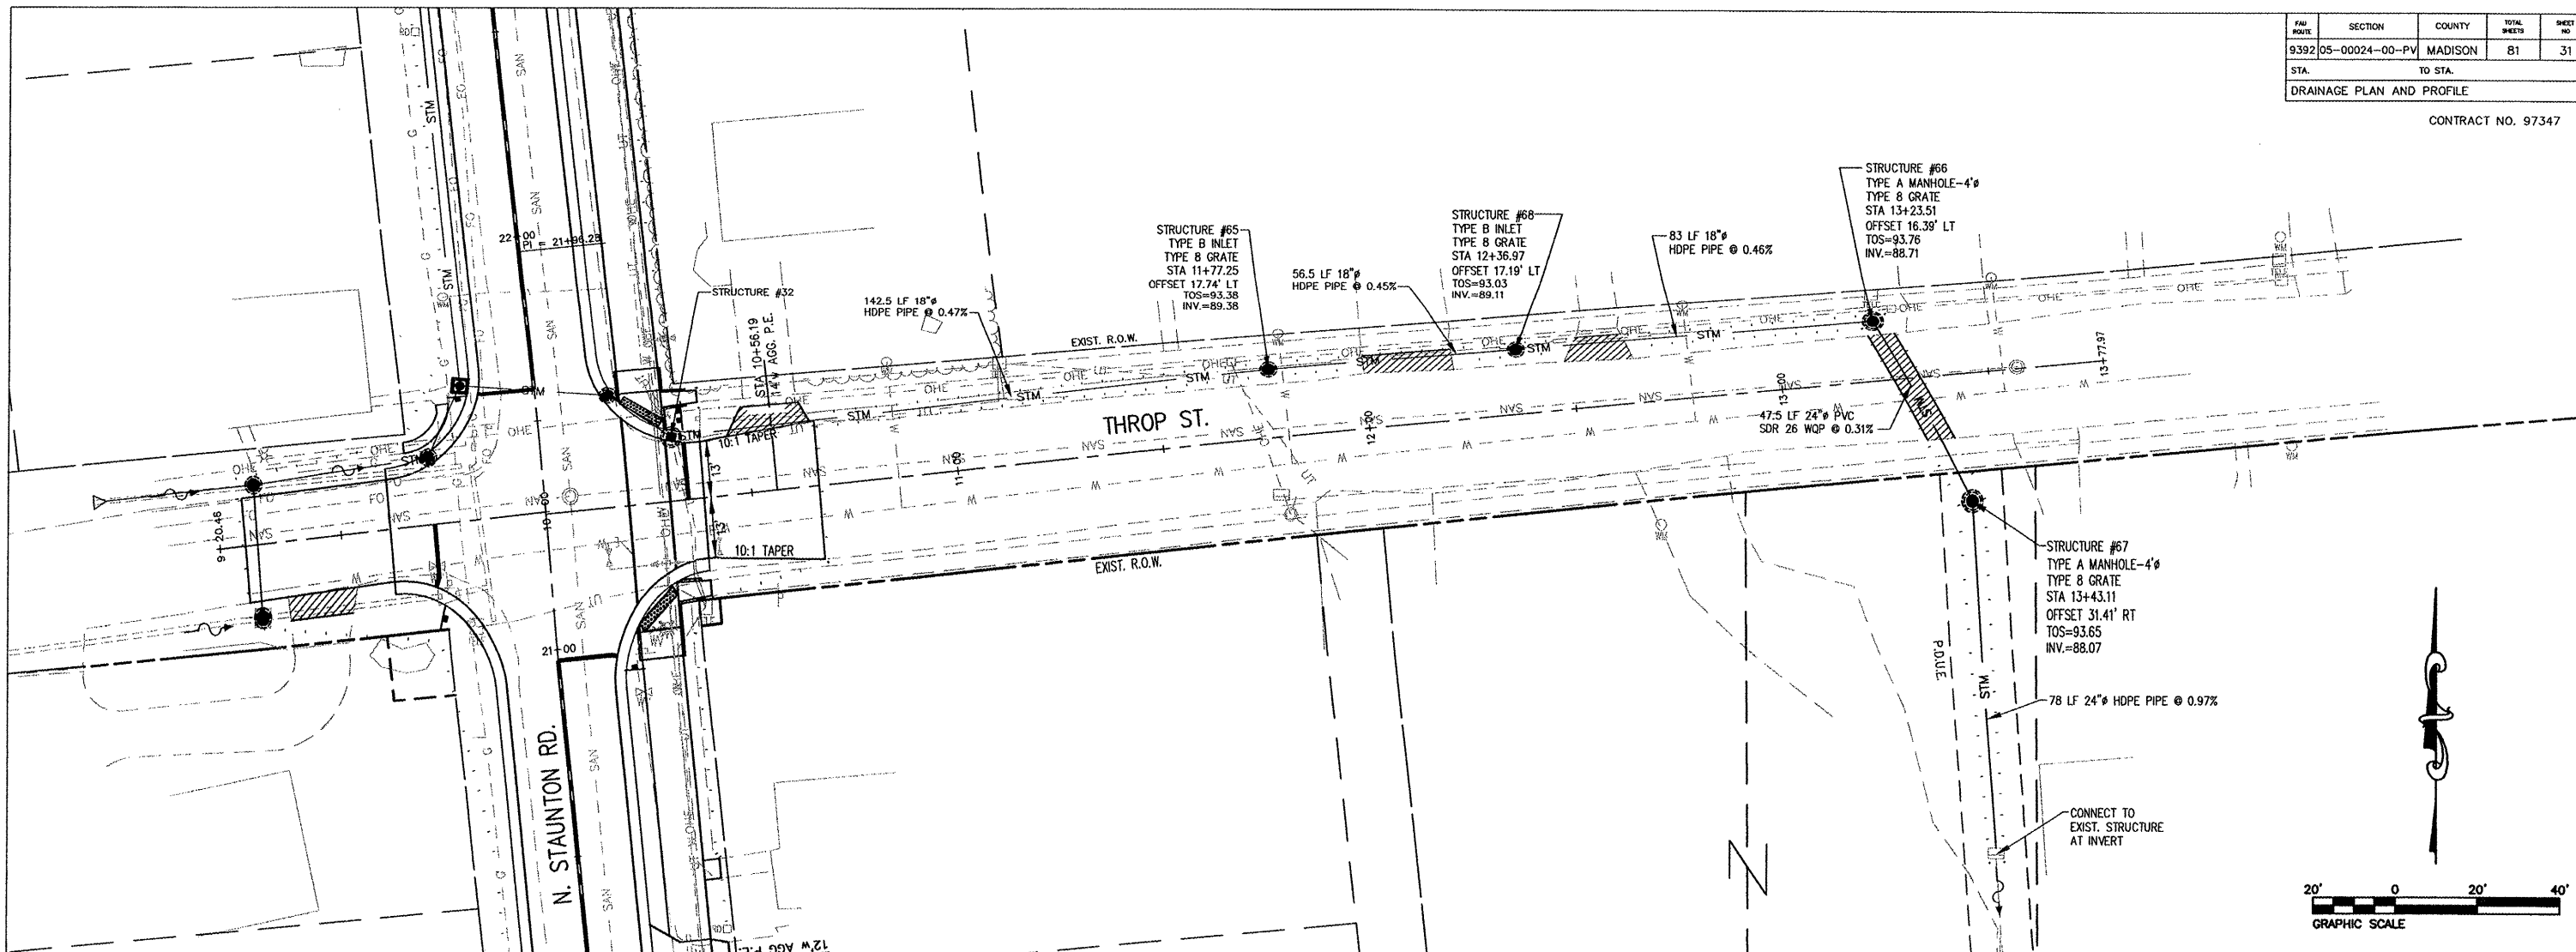 FAU ROUTE
SECTION
COUNTY
TOTAL SHEETS
SHEET NO
9392
05-00024-00-PV
MADISON
81
31
STA.
TO STA.
DRAINAGE PLAN AND PROFILE
CONTRACT NO. 97347
STRUCTURE #66
TYPE A MANHOLE-4'ø
TYPE 8 GRATE
STA 13+23.51
OFFSET 16.39' LT
TOS=93.76
INV.=88.71
STRUCTURE #68
TYPE B INLET
TYPE 8 GRATE
STA 12+36.97
OFFSET 17.19' LT
TOS=93.03
INV.=89.11
STRUCTURE #65
TYPE B INLET
TYPE 8 GRATE
STA 11+77.25
OFFSET 17.74' LT
TOS=93.38
INV.=89.38
83 LF 18"ø
HDPE PIPE @ 0.46%
56.5 LF 18"ø
HDPE PIPE @ 0.45%
142.5 LF 18"ø
HDPE PIPE @ 0.47%
STRUCTURE #32
22+00
PI = 21+96.28
STA 10+56.19
14'w AGG. P.E.
EXIST. R.O.W.
THROP ST.
10:1 TAPER
13'
13'
10:1 TAPER
EXIST. R.O.W.
9+20.46
10+00
11+00
12+00
13+00
13+77.97
21+00
47.5 LF 24"ø PVC
SDR 26 WQP @ 0.31%
STRUCTURE #67
TYPE A MANHOLE-4'ø
TYPE 8 GRATE
STA 13+43.11
OFFSET 31.41' RT
TOS=93.65
INV.=88.07
P.D.U.E.
STM
78 LF 24"ø HDPE PIPE @ 0.97%
CONNECT TO
EXIST. STRUCTURE
AT INVERT
N. STAUNTON RD.
20'
0
20'
40'
GRAPHIC SCALE